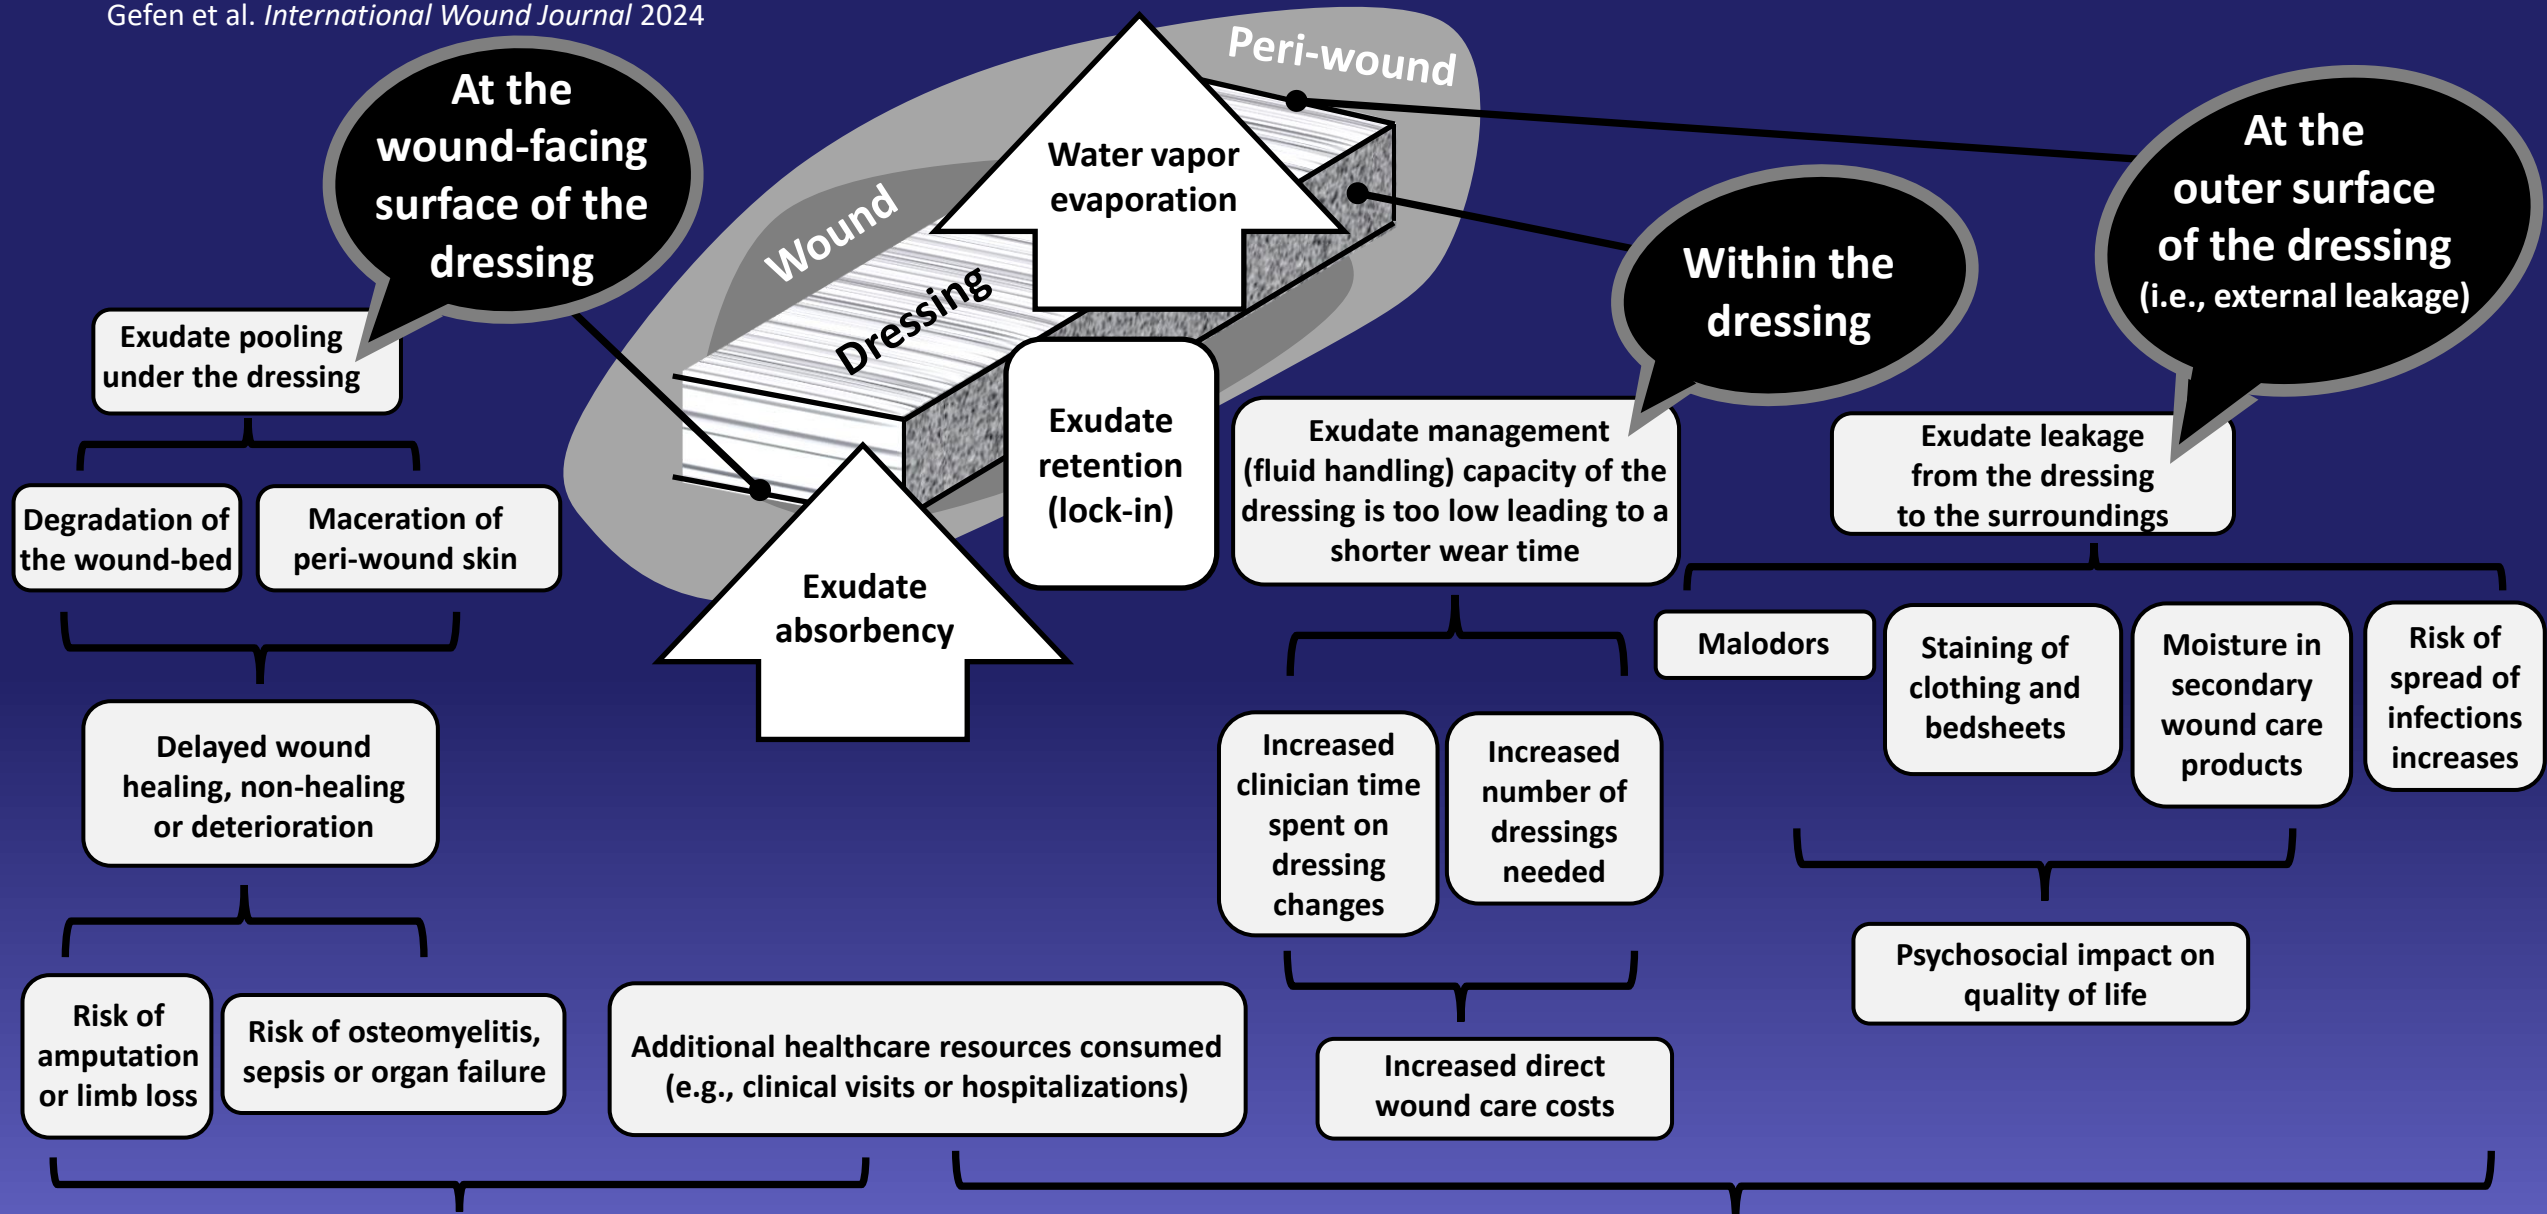 Gefen et al. International Wound Journal 2024
At the
wound-facing
surface of the
dressing
Peri-wound
Water vapor
evaporation
Wound
Dressing
At the
outer surface
of the dressing
(i.e., external leakage)
Within the
dressing
Exudate pooling
under the dressing
Degradation of
the wound-bed
Maceration of
peri-wound skin
Delayed wound
healing, non-healing
or deterioration
Risk of
amputation
or limb loss
Risk of osteomyelitis,
sepsis or organ failure
Exudate
retention
(lock-in)
Exudate
absorbency
Additional healthcare resources consumed
(e.g., clinical visits or hospitalizations)
Exudate management
(fluid handling) capacity of the
dressing is too low leading to a
shorter wear time
Increased
clinician time
spent on
dressing
changes
Increased
number of
dressings
needed
Increased direct
wound care costs
Exudate leakage
from the dressing
to the surroundings
Malodors
Staining of
clothing and
bedsheets
Moisture in
secondary
wound care
products
Risk of
spread of
infections
increases
Psychosocial impact on
quality of life